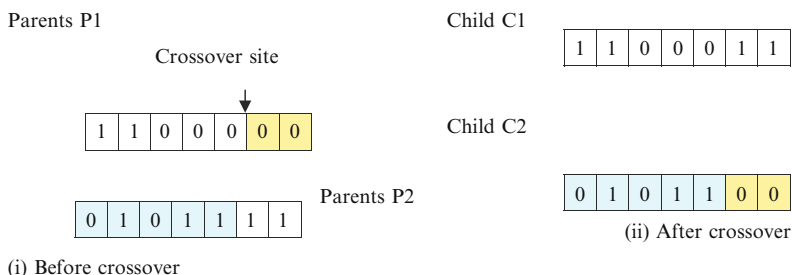 Parents P1
Crossover site
1 1 0 0 0 0 0
0 1 0 1 1 1 1
Parents P2
(i) Before crossover
Child C1
1 1 0 0 0 1 1
Child C2
0 1 0 1 1 0 0
(ii) After crossover